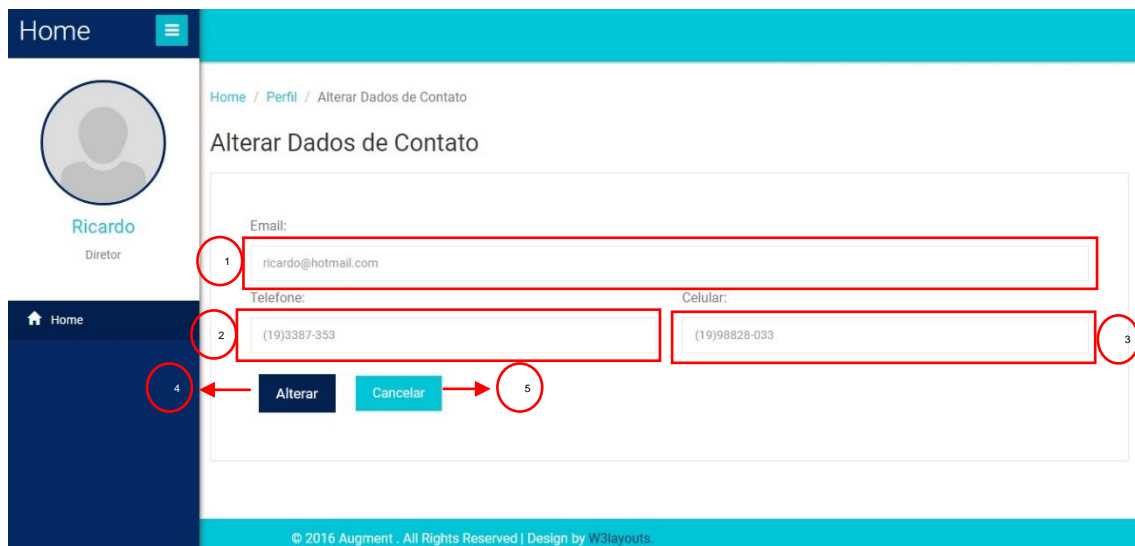 Home
Home / Perfil / Alterar Dados de Contato
Alterar Dados de Contato
Ricardo
Diretor
Home
Email:
1
ricardo@hotmail.com
Telefone:
Celular:
2
(19)3387-353
(19)98828-033
3
4
Alterar
Cancelar
5
© 2016 Augment . All Rights Reserved | Design by W3layouts.